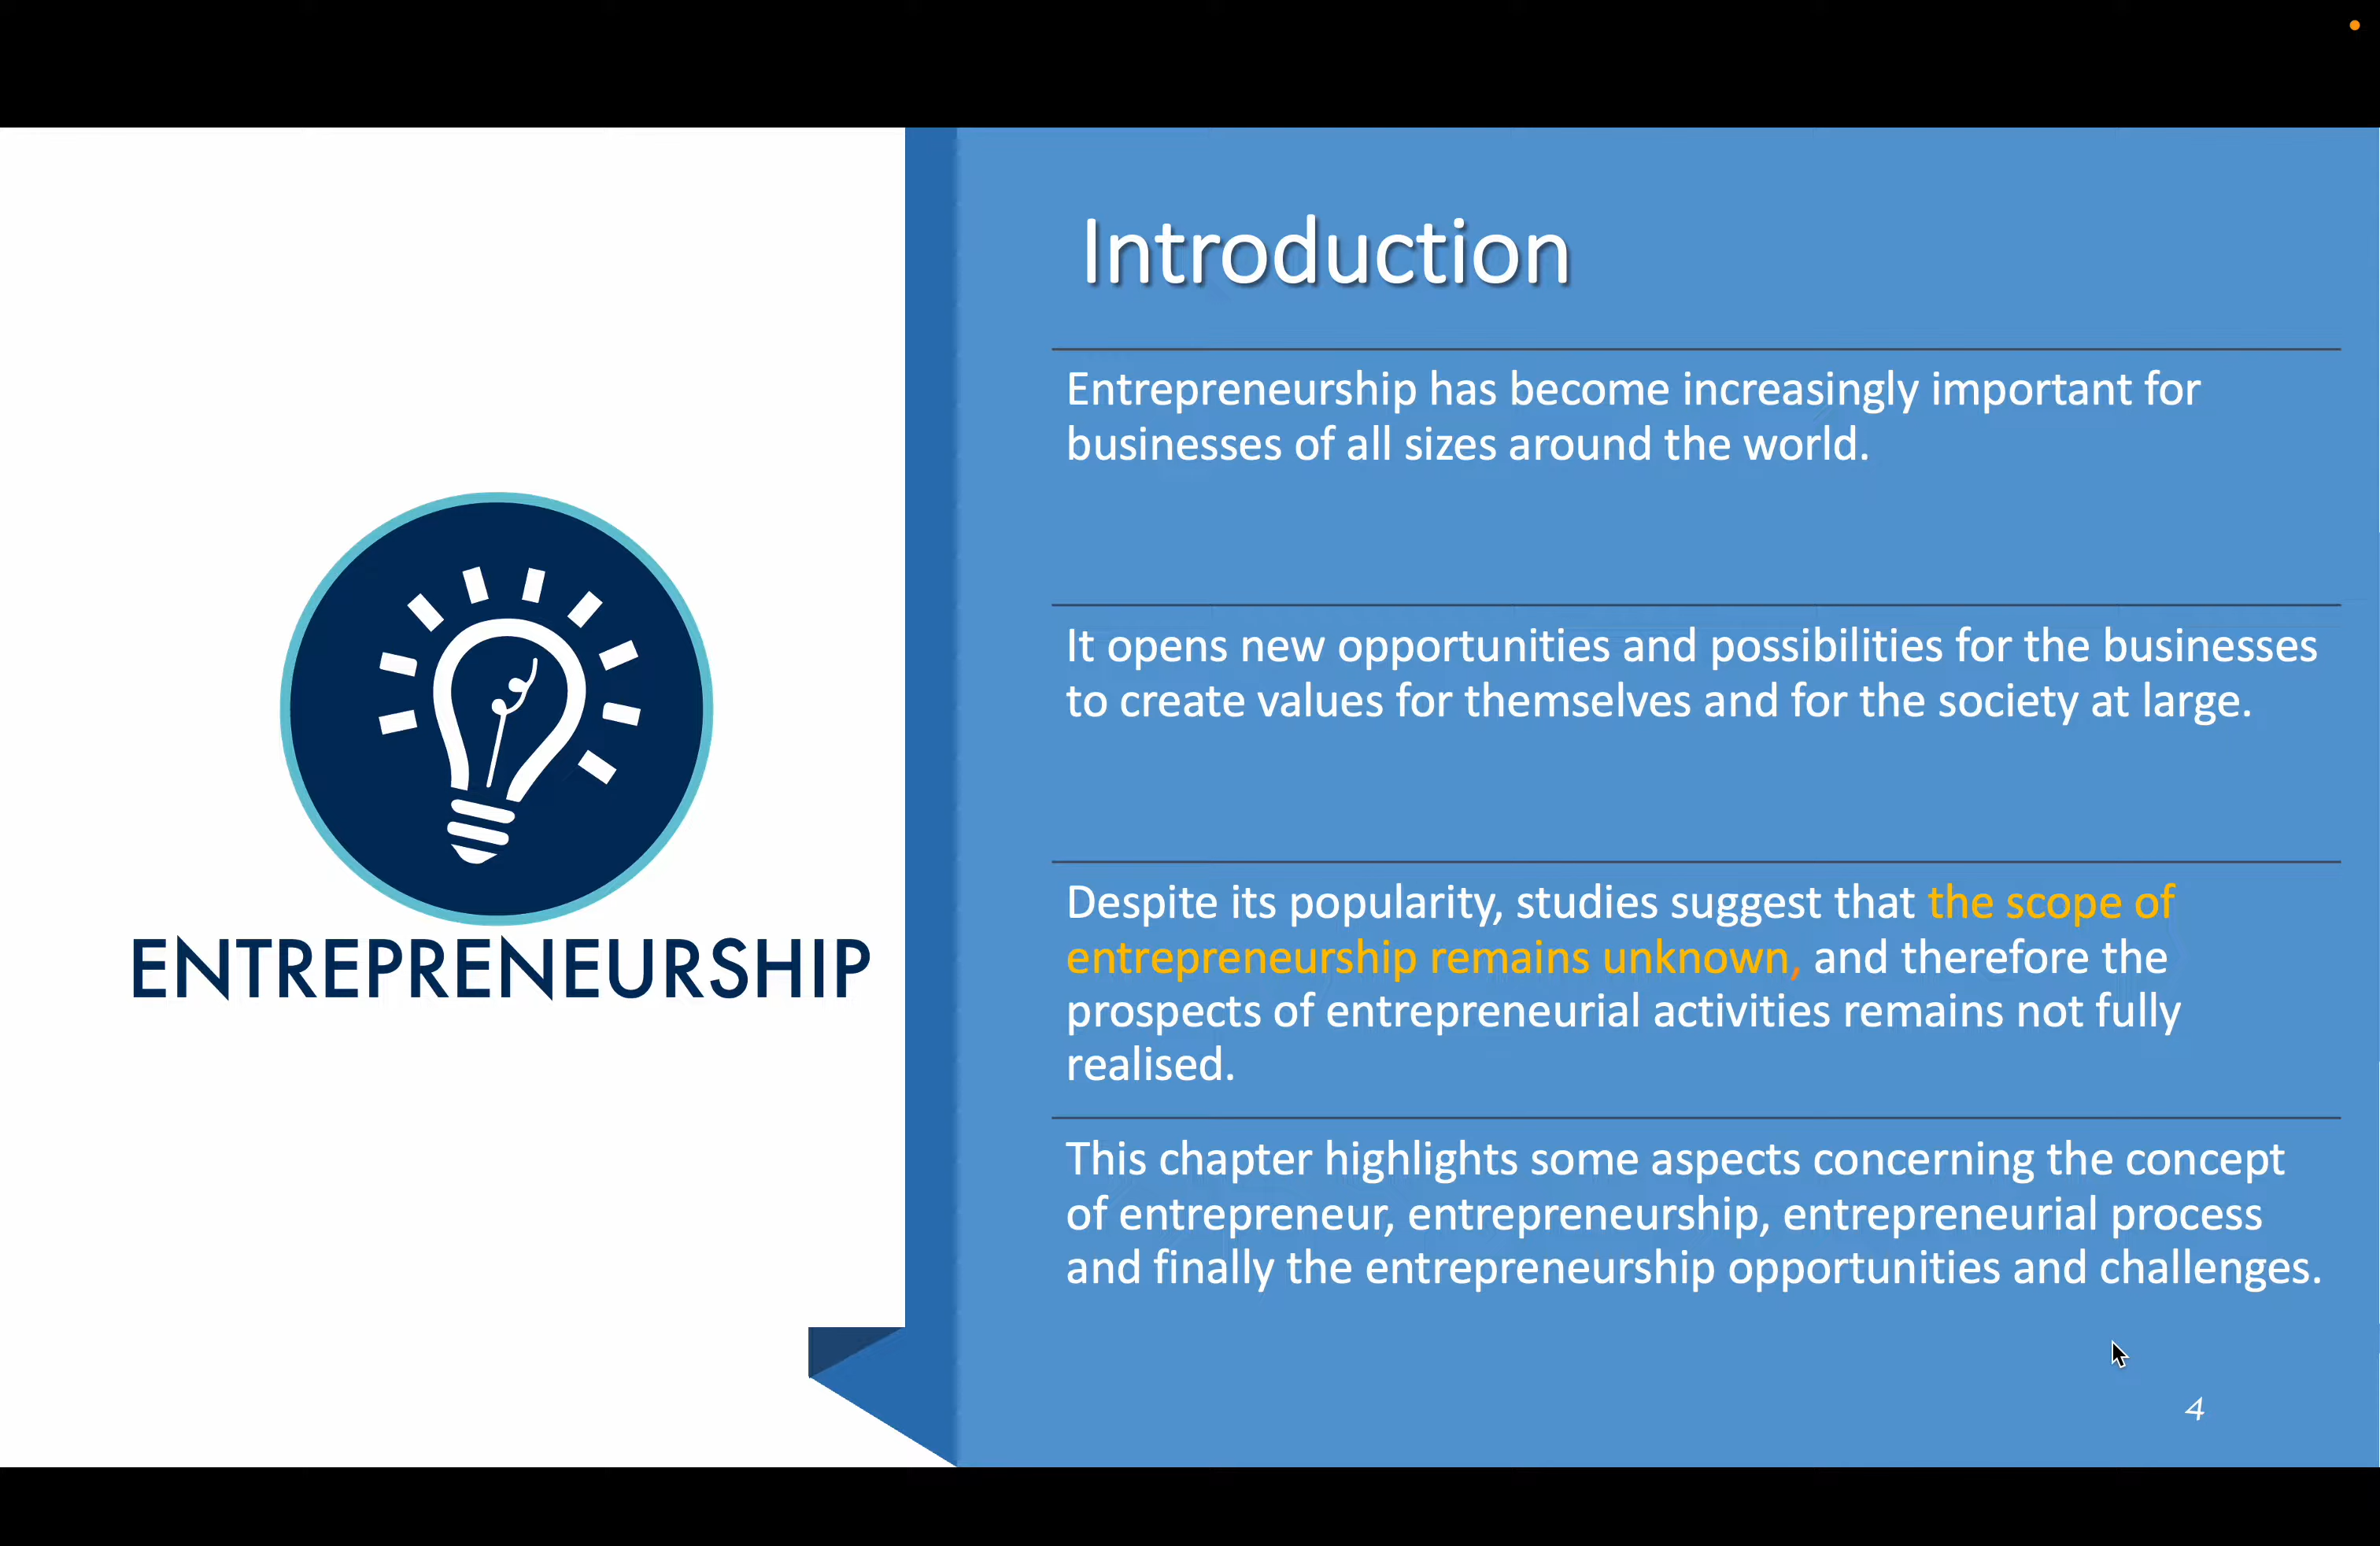 Introduction
Entrepreneurship has become increasingly important for
businesses of all sizes around the world.
It opens new opportunities and possibilities for the businesses
to create values for themselves and for the society at large.
Despite its popularity, studies suggest that the scope of
entrepreneurship remains unknown, and therefore the
prospects of entrepreneurial activities remains not fully
realised.
This chapter highlights some aspects concerning the concept
of entrepreneur, entrepreneurship, entrepreneurial process
and finally the entrepreneurship opportunities and challenges.
ENTREPRENEURSHIP
4